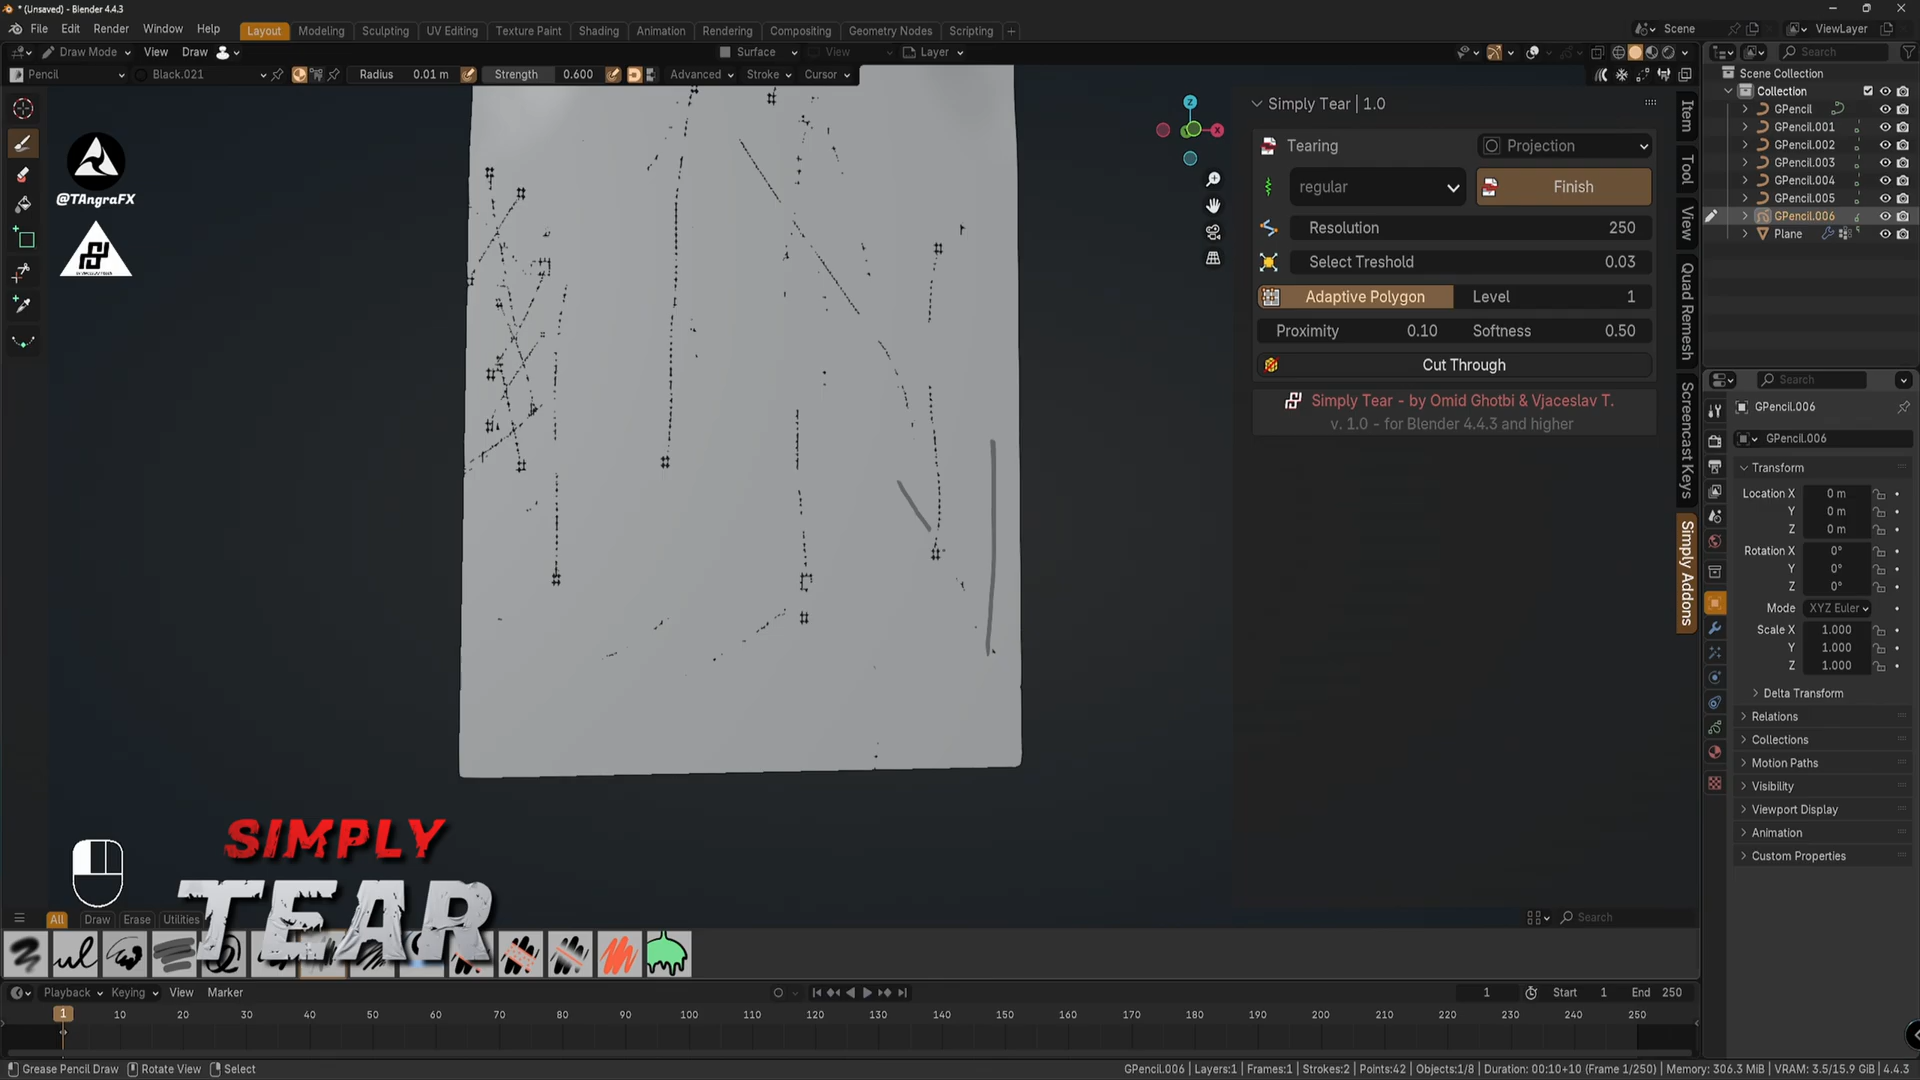 * (Unsaved) - Blender 4.4.3
File Edit Render Window Help
Layout Modeling Sculpting UV Editing Texture Paint Shading Animation Rendering Compositing Geometry Nodes Scripting +
Scene ViewLayer
Draw Mode View Draw
Surface View Layer
Search
Pencil Black.021 Radius 0.01 m Strength 0.600 Advanced Stroke Cursor
Scene Collection
Collection
GPencil
GPencil.001
GPencil.002
GPencil.003
GPencil.004
GPencil.005
GPencil.006
Plane
@TAngraFX
Z
X
Simply Tear | 1.0
Tearing Projection
regular Finish
Resolution 250
Select Treshold 0.03
Adaptive Polygon Level 1
Proximity 0.10 Softness 0.50
Cut Through
Simply Tear - by Omid Ghotbi & Vjaceslav T.
v. 1.0 - for Blender 4.4.3 and higher
Item
Tool
View
Quad Remesh
Screencast Keys
Simply Addons
Search
GPencil.006
GPencil.006
Transform
Location X 0 m
Y 0 m
Z 0 m
Rotation X 0°
Y 0°
Z 0°
Mode XYZ Euler
Scale X 1.000
Y 1.000
Z 1.000
Delta Transform
Relations
Collections
Motion Paths
Visibility
Viewport Display
Animation
Custom Properties
SIMPLY
TEAR
All Draw Erase Utilities
Search
Playback Keying View Marker
1 Start 1 End 250
1 10 20 30 40 50 60 70 80 90 100 110 120 130 140 150 160 170 180 190 200 210 220 230 240 250
Grease Pencil Draw Rotate View Select
GPencil.006 | Layers:1 | Frames:1 | Strokes:2 | Points:42 | Objects:1/8 | Duration: 00:10+10 (Frame 1/250) | Memory: 306.3 MiB | VRAM: 3.5/15.9 GiB | 4.4.3